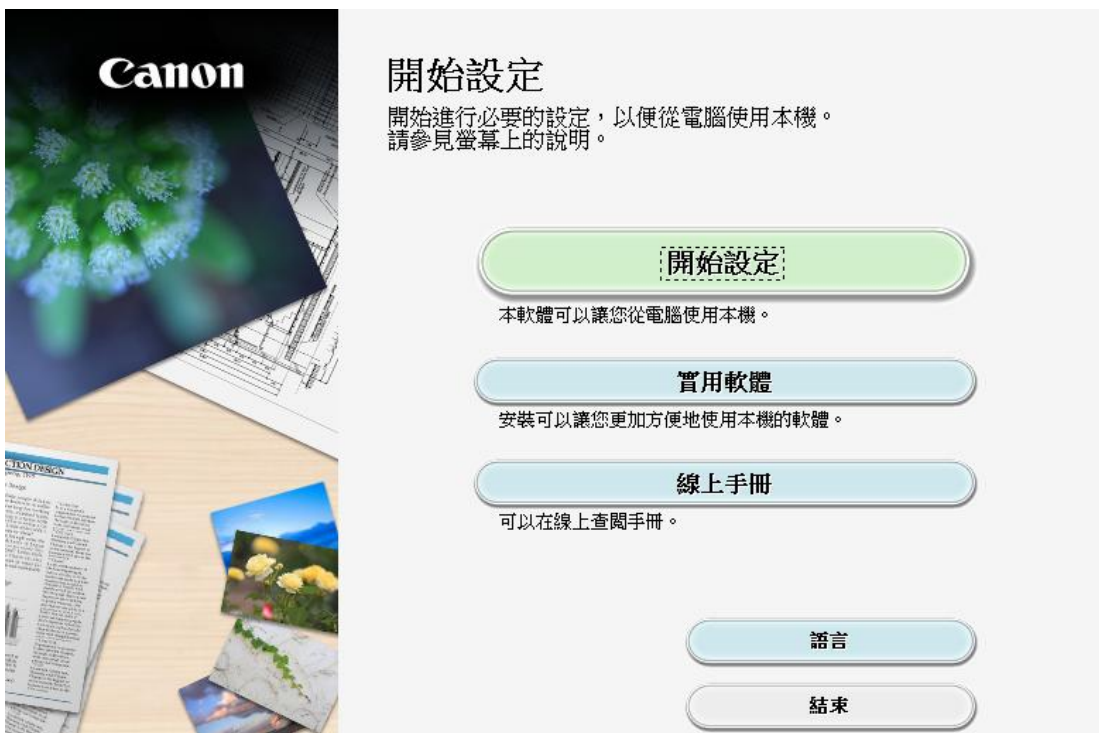 Canon
開始設定
開始進行必要的設定，以便從電腦使用本機。
請參見螢幕上的說明。
開始設定
本軟體可以讓您從電腦使用本機。
實用軟體
安裝可以讓您更加方便地使用本機的軟體。
線上手冊
可以在線上查閱手冊。
語言
結束